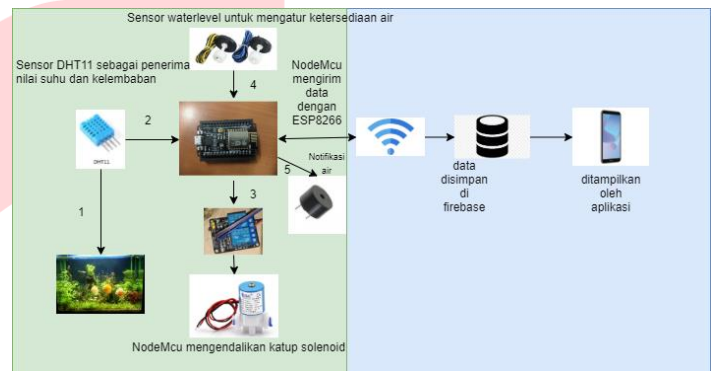 Sensor waterlevel untuk mengatur ketersediaan air
Sensor DHT11 sebagai penerima
nilai suhu dan kelembaban
NodeMcu
mengirim
data
dengan
ESP8266
4
2
DHT11
5
Notifikasi
air
1
3
data
disimpan
di
firebase
ditampilkan
oleh
aplikasi
NodeMcu mengendalikan katup solenoid